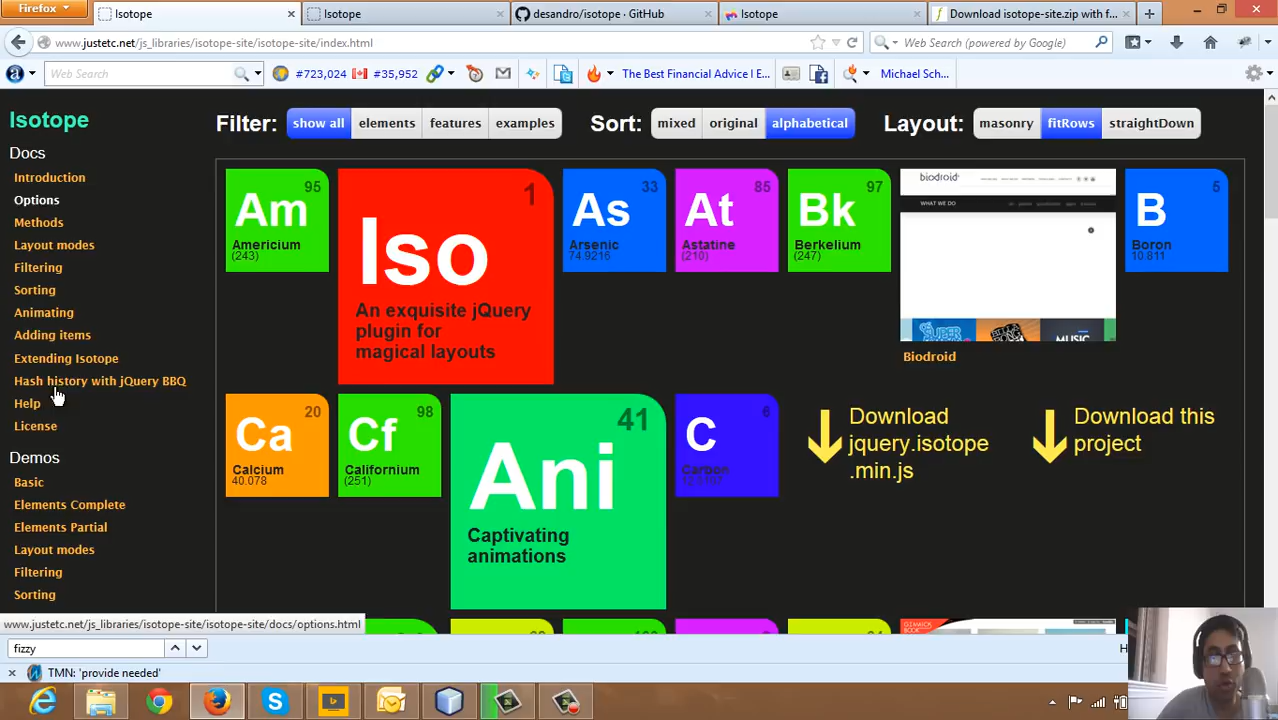 Firefox
Isotope
Isotope
desandro/isotope · GitHub
Isotope
Download isotope-site.zip with f...
www.justetc.net/js_libraries/isotope-site/isotope-site/index.html
Web Search (powered by Google)
Web Search
#723,024
#35,952
The Best Financial Advice I E...
Michael Sch...
Isotope
Docs
Introduction
Options
Methods
Layout modes
Filtering
Sorting
Animating
Adding items
Extending Isotope
Hash history with jQuery BBQ
Help
License
Demos
Basic
Elements Complete
Elements Partial
Layout modes
Filtering
Sorting
Filter: show all elements features examples
Sort: mixed original alphabetical
Layout: masonry fitRows straightDown
95
Am
Americium
(243)
1
Iso
An exquisite jQuery
plugin for
magical layouts
33
As
Arsenic
74.9216
85
At
Astatine
(210)
97
Bk
Berkelium
(247)
biodroid
WHAT WE DO
MUSIC
Biodroid
5
B
Boron
10.811
20
Ca
Calcium
40.078
98
Cf
Californium
(251)
41
Ani
Captivating
animations
6
C
Carbon
Download
jquery.isotope
.min.js
Download this
project
www.justetc.net/js_libraries/isotope-site/isotope-site/docs/options.html
fizzy
H
TMN: 'provide needed'